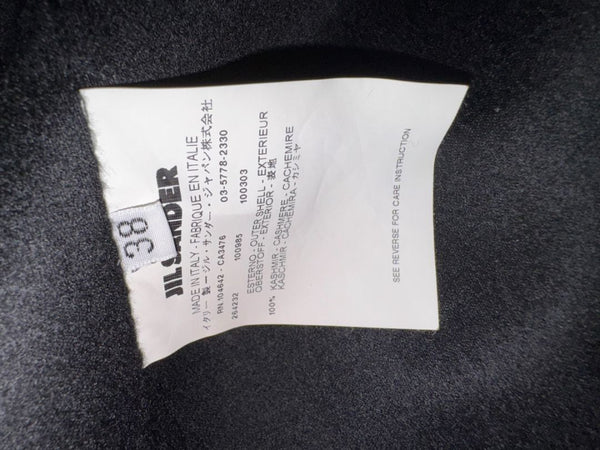 JIL SANDER
38
MADE IN ITALY - FABRIQUE EN ITALIE
イタリー製 - ジル・サンダー・ジャパン株式会社
RN 104642 - CA3476 03-5778-2330
264232 100985 100303
ESTERNO - OUTER SHELL - EXTERIEUR
OBERSTOFF - EXTERIOR - 表地
100% KASHMIR - CASHMERE - CACHEMIRE
KASCHMIR - CACHEMIRA - カシミヤ
SEE REVERSE FOR CARE INSTRUCTION